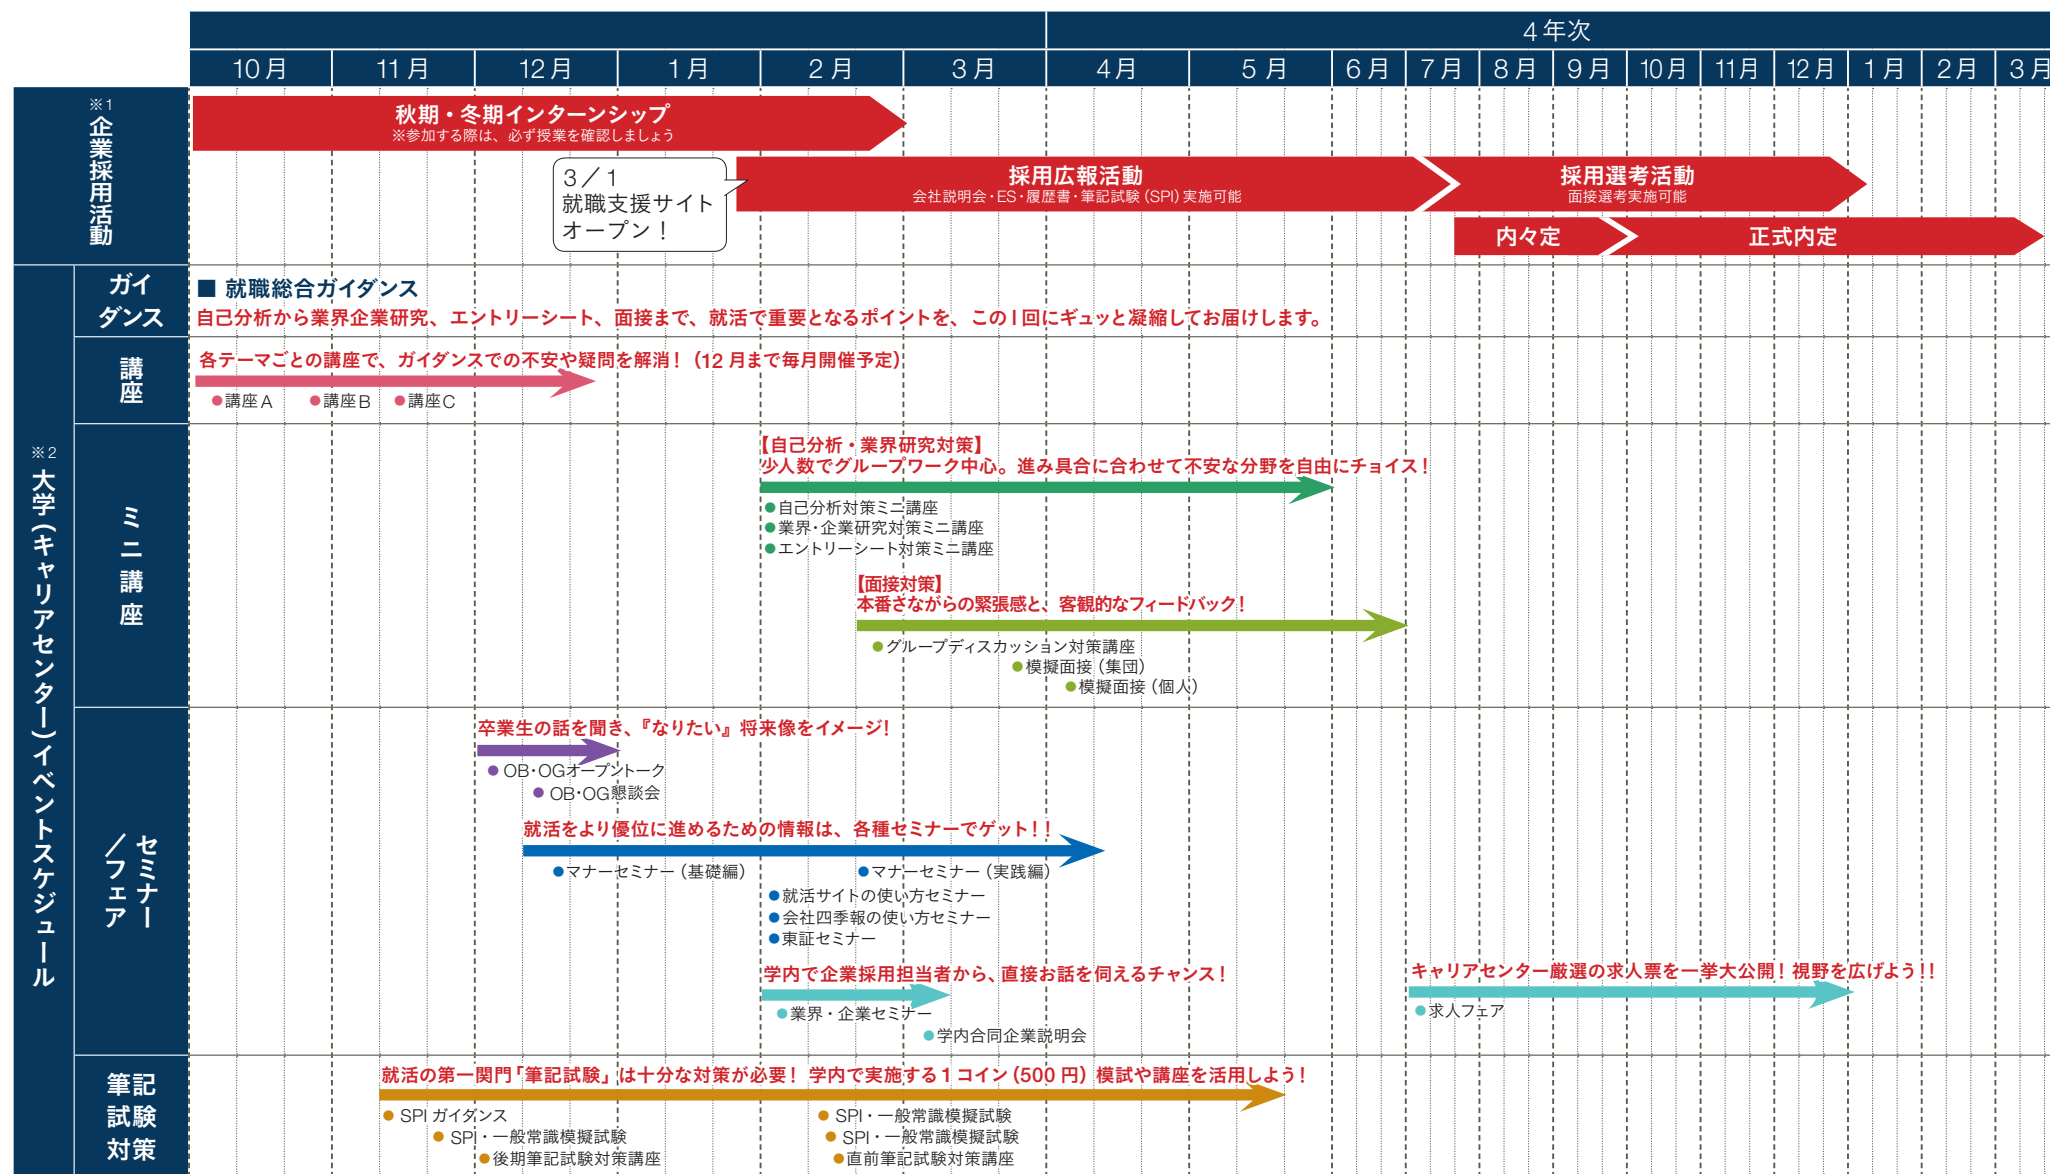 4年次
10月 11月 12月 1月 2月 3月 4月 5月 6月 7月 8月 9月 10月 11月 12月 1月 2月 3月
※1
企業採用活動
秋期・冬期インターンシップ
※参加する際は、必ず授業を確認しましょう
3／1
就職支援サイト
オープン！
採用広報活動
会社説明会・ES・履歴書・筆記試験（SPI）実施可能
採用選考活動
面接選考実施可能
内々定
正式内定
※2
大学（キャリアセンター）イベントスケジュール
ガイ
ダンス
■ 就職総合ガイダンス
自己分析から業界企業研究、エントリーシート、面接まで、就活で重要となるポイントを、この1回にギュッと凝縮してお届けします。
講座
各テーマごとの講座で、ガイダンスでの不安や疑問を解消！（12月まで毎月開催予定）
●講座A ●講座B ●講座C
ミニ講座
【自己分析・業界研究対策】
少人数でグループワーク中心。進み具合に合わせて不安な分野を自由にチョイス！
●自己分析対策ミニ講座
●業界・企業研究対策ミニ講座
●エントリーシート対策ミニ講座
【面接対策】
本番さながらの緊張感と、客観的なフィードバック！
●グループディスカッション対策講座
●模擬面接（集団）
●模擬面接（個人）
セミナー
／フェア
卒業生の話を聞き、『なりたい』将来像をイメージ！
●OB・OGオープントーク
●OB・OG懇談会
就活をより優位に進めるための情報は、各種セミナーでゲット！！
●マナーセミナー（基礎編） ●マナーセミナー（実践編）
●就活サイトの使い方セミナー
●会社四季報の使い方セミナー
●東証セミナー
学内で企業採用担当者から、直接お話を伺えるチャンス！
●業界・企業セミナー
●学内合同企業説明会
キャリアセンター厳選の求人票を一挙大公開！視野を広げよう！！
●求人フェア
筆記
試験
対策
就活の第一関門「筆記試験」は十分な対策が必要！ 学内で実施する1コイン（500円）模試や講座を活用しよう！
●SPIガイダンス ●SPI・一般常識模擬試験
●SPI・一般常識模擬試験 ●SPI・一般常識模擬試験
●後期筆記試験対策講座 ●直前筆記試験対策講座